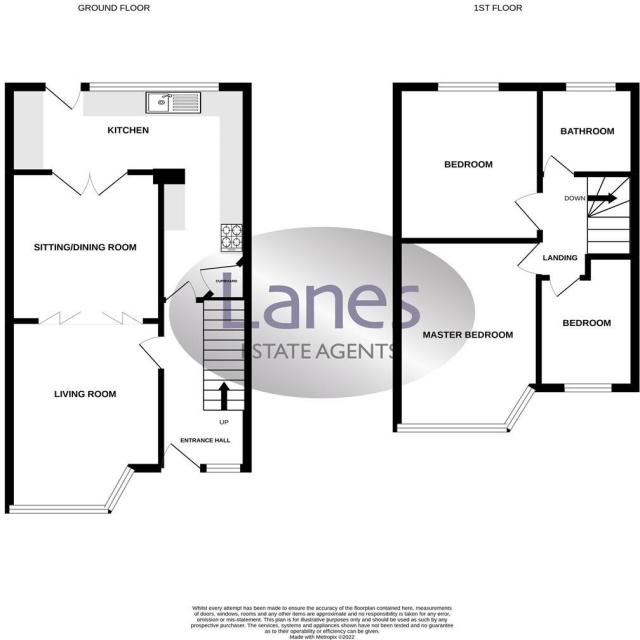 GROUND FLOOR
1ST FLOOR
KITCHEN
SITTING/DINING ROOM
CUPBOARD
LIVING ROOM
UP
ENTRANCE HALL
BEDROOM
BATHROOM
DOWN
LANDING
MASTER BEDROOM
BEDROOM
Lanes
ESTATE AGENTS
Whilst every attempt has been made to ensure the accuracy of the floorplan contained here, measurements
of doors, windows, rooms and any other items are approximate and no responsibility is taken for any error,
omission or mis-statement. This plan is for illustrative purposes only and should be used as such by any
prospective purchaser. The services, systems and appliances shown have not been tested and no guarantee
as to their operability or efficiency can be given.
Made with Metropix ©2022